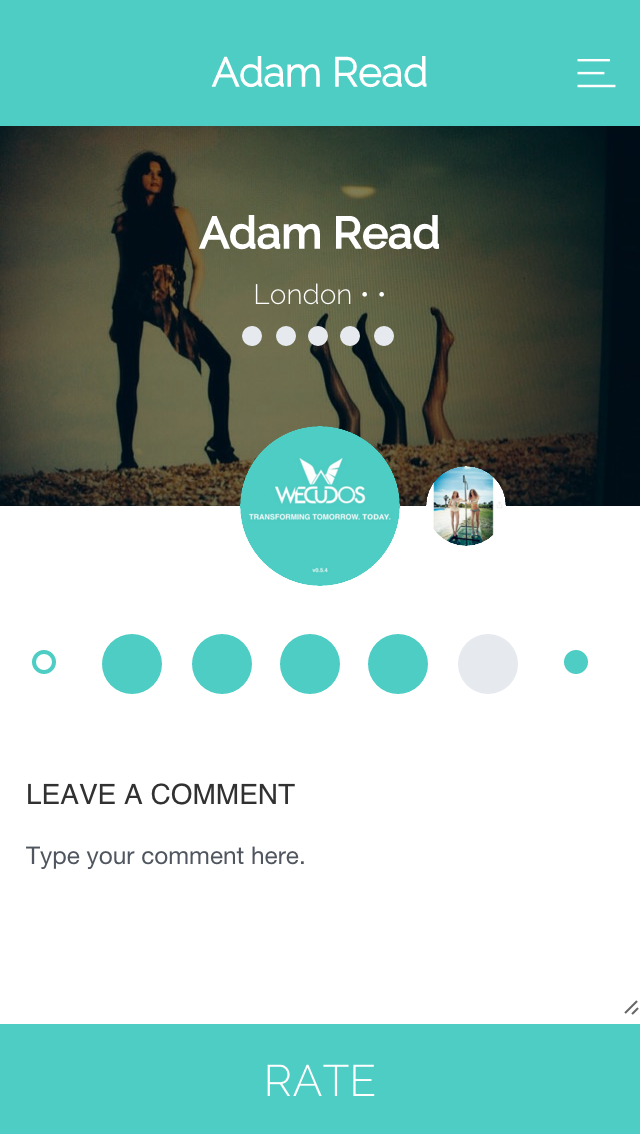 Adam Read
Adam Read
London • •
WECUDOS
TRANSFORMING TOMORROW. TODAY.
v0.5.4
LEAVE A COMMENT
Type your comment here.
RATE